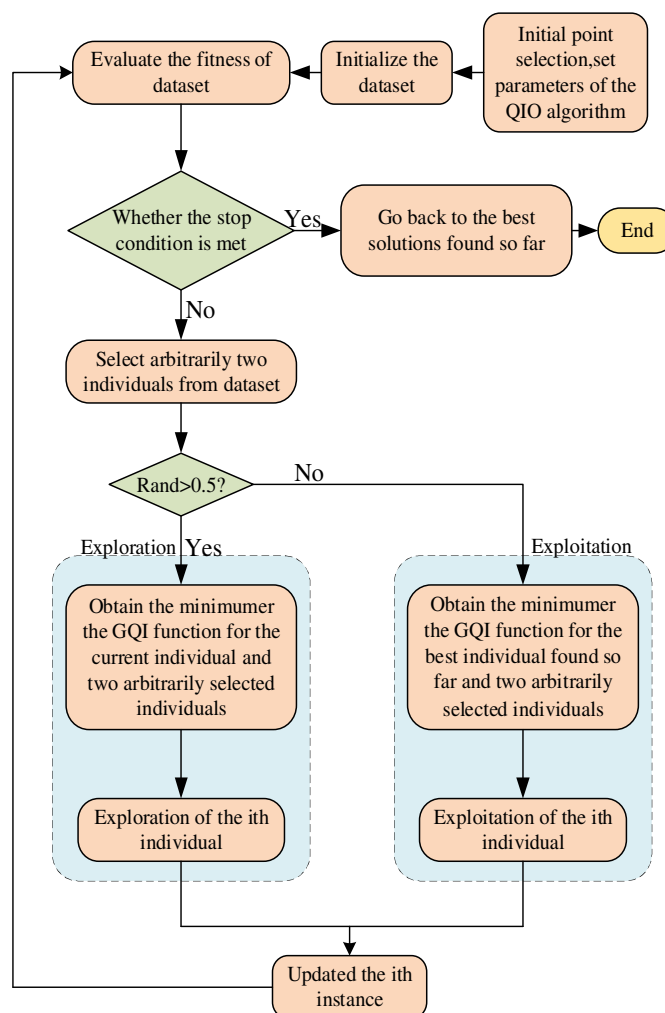 Initial point
selection,set
parameters of the
QIO algorithm
Initialize the
dataset
Evaluate the fitness of
dataset
Whether the stop
condition is met
Yes
Go back to the best
solutions found so far
End
No
Select arbitrarily two
individuals from dataset
Rand>0.5?
No
Yes
Exploration
Exploitation
Obtain the minimumer
the GQI function for the
current individual and
two arbitrarily selected
individuals
Obtain the minimumer
the GQI function for the
best individual found so
far and two arbitrarily
selected individuals
Exploration of the ith
individual
Exploitation of the ith
individual
Updated the ith
instance